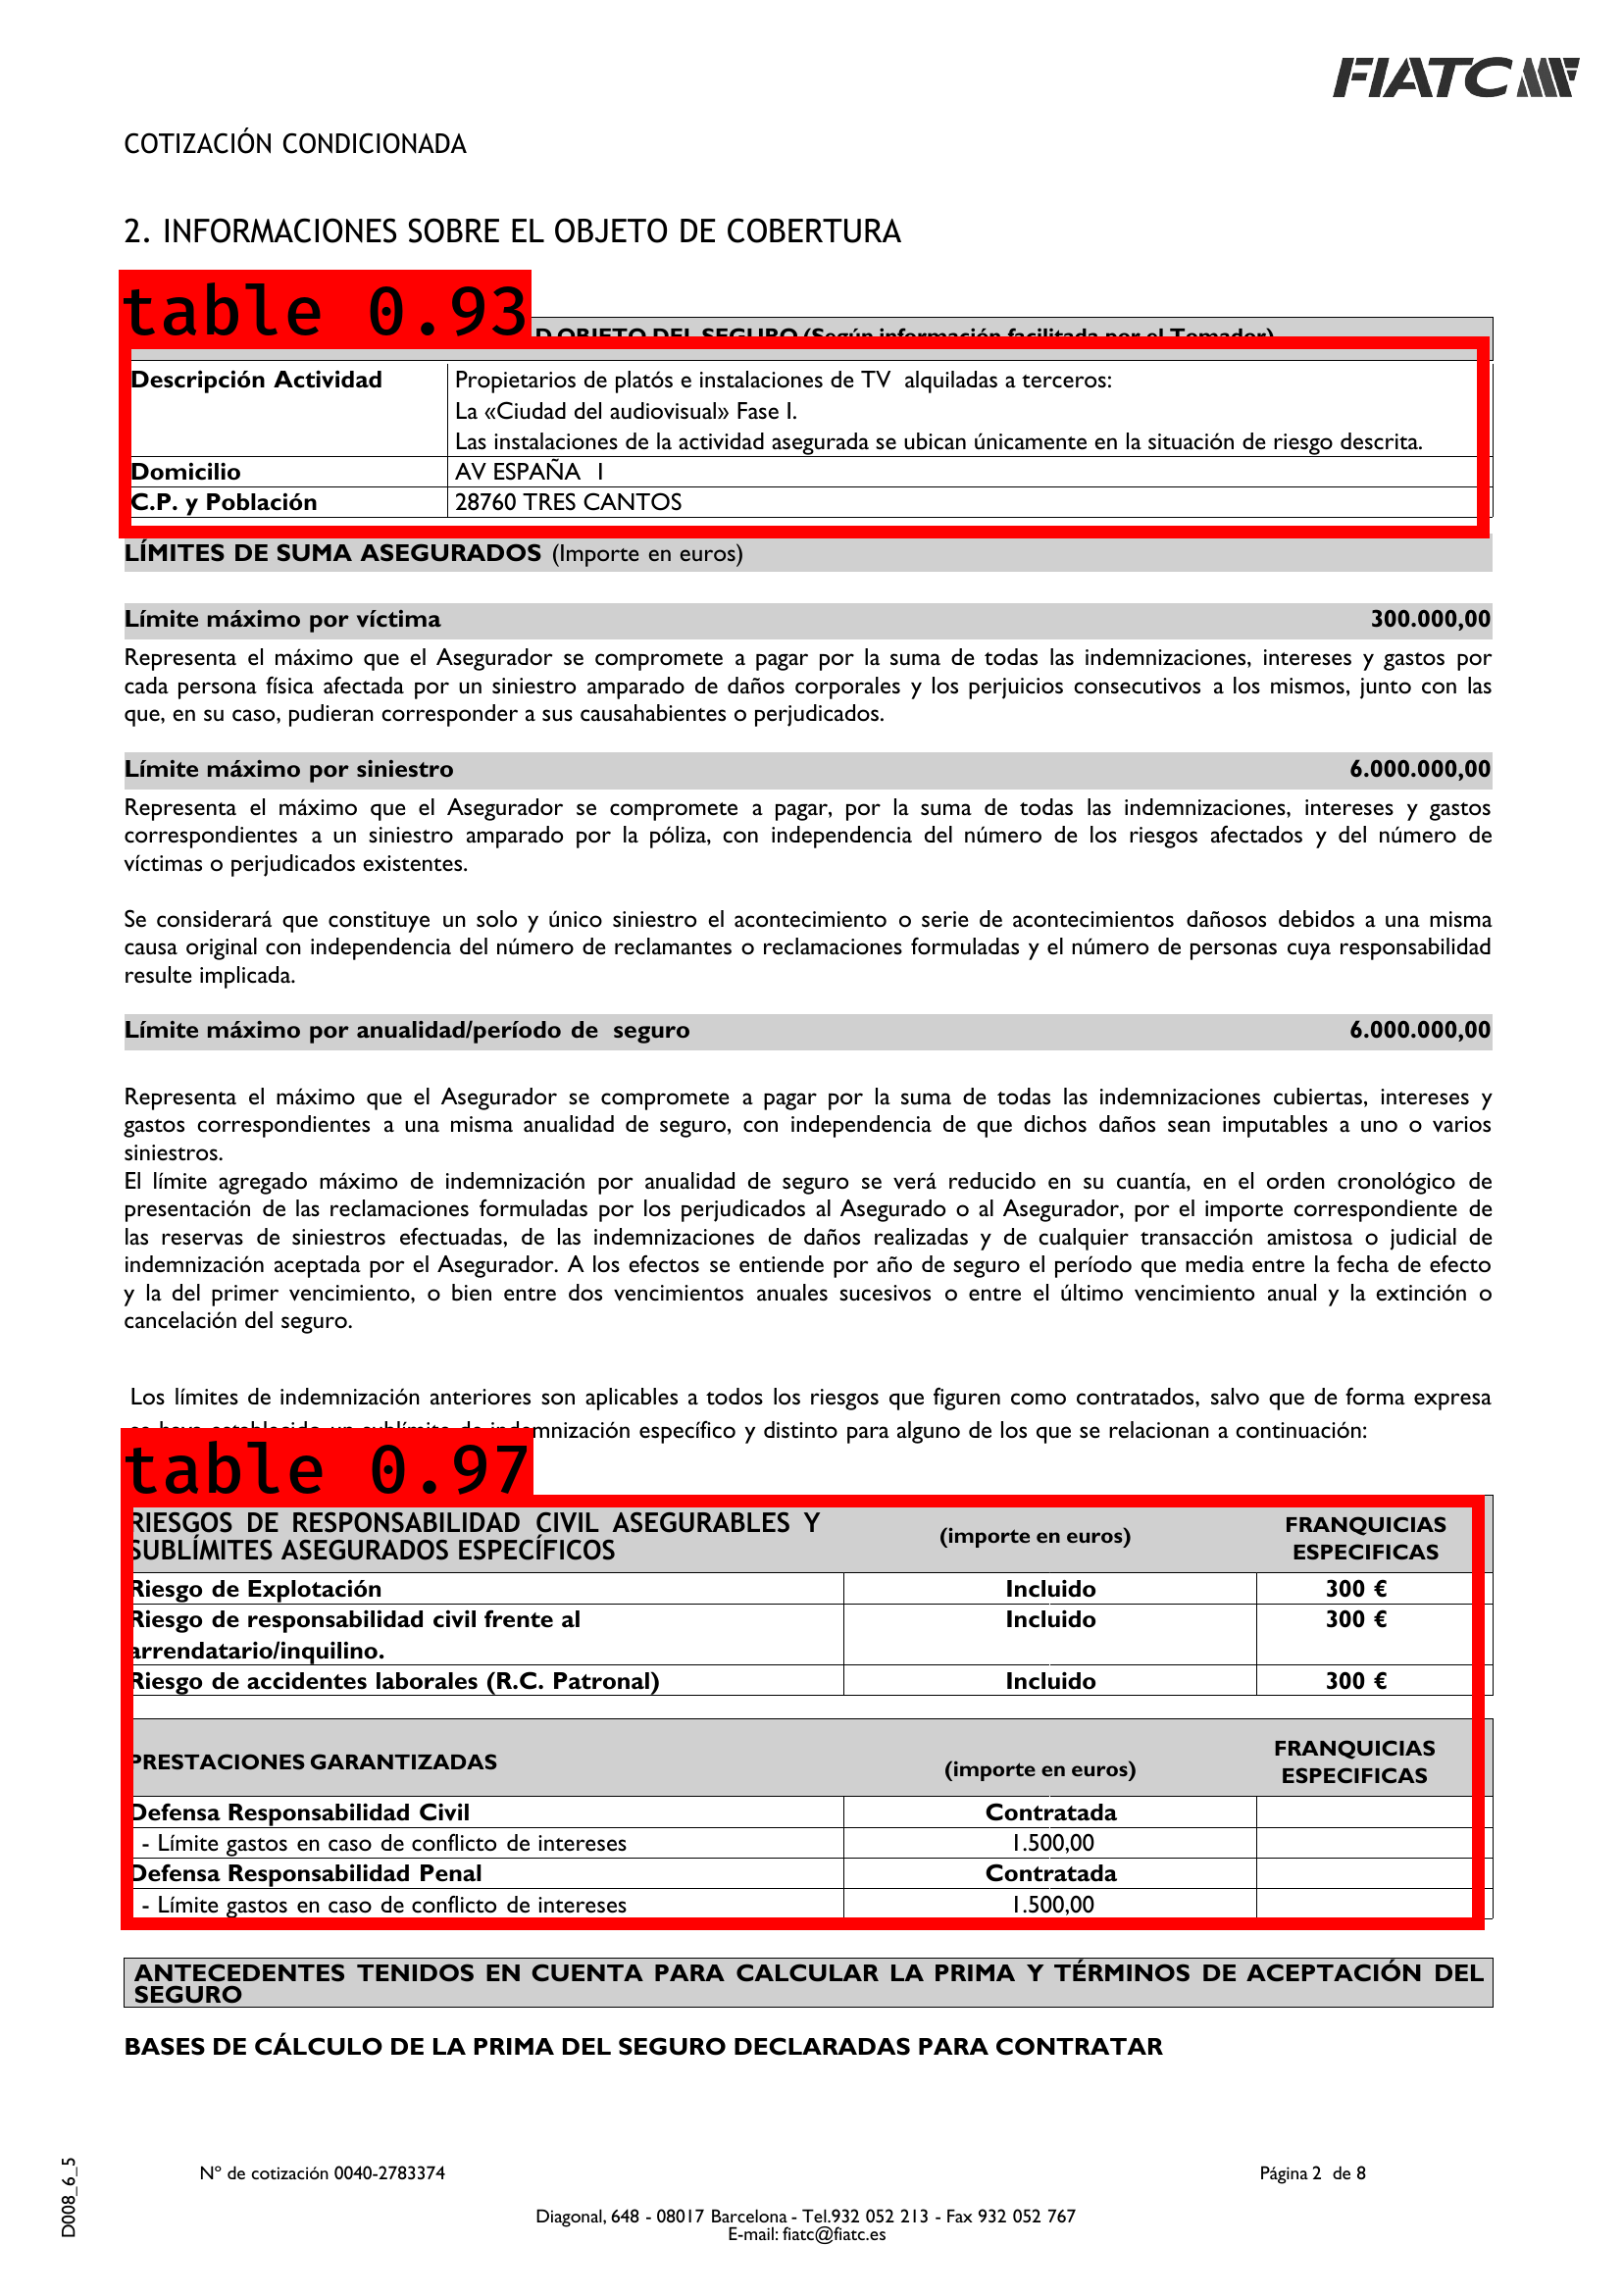 FIATC
COTIZACIÓN CONDICIONADA
2. INFORMACIONES SOBRE EL OBJETO DE COBERTURA
table 0.93
D OBJETO DEL SEGURO (Según información facilitada por el Tomador)
Descripción Actividad Propietarios de platós e instalaciones de TV alquiladas a terceros:
La «Ciudad del audiovisual» Fase I.
Las instalaciones de la actividad asegurada se ubican únicamente en la situación de riesgo descrita.
Domicilio AV ESPAÑA 1
C.P. y Población 28760 TRES CANTOS
LÍMITES DE SUMA ASEGURADOS (Importe en euros)
Límite máximo por víctima 300.000,00
Representa el máximo que el Asegurador se compromete a pagar por la suma de todas las indemnizaciones, intereses y gastos por
cada persona física afectada por un siniestro amparado de daños corporales y los perjuicios consecutivos a los mismos, junto con las
que, en su caso, pudieran corresponder a sus causahabientes o perjudicados.
Límite máximo por siniestro 6.000.000,00
Representa el máximo que el Asegurador se compromete a pagar, por la suma de todas las indemnizaciones, intereses y gastos
correspondientes a un siniestro amparado por la póliza, con independencia del número de los riesgos afectados y del número de
víctimas o perjudicados existentes.
Se considerará que constituye un solo y único siniestro el acontecimiento o serie de acontecimientos dañosos debidos a una misma
causa original con independencia del número de reclamantes o reclamaciones formuladas y el número de personas cuya responsabilidad
resulte implicada.
Límite máximo por anualidad/período de seguro 6.000.000,00
Representa el máximo que el Asegurador se compromete a pagar por la suma de todas las indemnizaciones cubiertas, intereses y
gastos correspondientes a una misma anualidad de seguro, con independencia de que dichos daños sean imputables a uno o varios
siniestros.
El límite agregado máximo de indemnización por anualidad de seguro se verá reducido en su cuantía, en el orden cronológico de
presentación de las reclamaciones formuladas por los perjudicados al Asegurado o al Asegurador, por el importe correspondiente de
las reservas de siniestros efectuadas, de las indemnizaciones de daños realizadas y de cualquier transacción amistosa o judicial de
indemnización aceptada por el Asegurador. A los efectos se entiende por año de seguro el período que media entre la fecha de efecto
y la del primer vencimiento, o bien entre dos vencimientos anuales sucesivos o entre el último vencimiento anual y la extinción o
cancelación del seguro.
Los límites de indemnización anteriores son aplicables a todos los riesgos que figuren como contratados, salvo que de forma expresa
se haya establecido un sublímite de indemnización específico y distinto para alguno de los que se relacionan a continuación:
table 0.97
RIESGOS DE RESPONSABILIDAD CIVIL ASEGURABLES Y
SUBLÍMITES ASEGURADOS ESPECÍFICOS (importe en euros) FRANQUICIAS
ESPECIFICAS
Riesgo de Explotación Incluido 300 €
Riesgo de responsabilidad civil frente al Incluido 300 €
arrendatario/inquilino.
Riesgo de accidentes laborales (R.C. Patronal) Incluido 300 €
PRESTACIONES GARANTIZADAS (importe en euros) FRANQUICIAS
ESPECIFICAS
Defensa Responsabilidad Civil Contratada
- Límite gastos en caso de conflicto de intereses 1.500,00
Defensa Responsabilidad Penal Contratada
- Límite gastos en caso de conflicto de intereses 1.500,00
ANTECEDENTES TENIDOS EN CUENTA PARA CALCULAR LA PRIMA Y TÉRMINOS DE ACEPTACIÓN DEL
SEGURO
BASES DE CÁLCULO DE LA PRIMA DEL SEGURO DECLARADAS PARA CONTRATAR
D008_6_5
Nº de cotización 0040-2783374 Página 2 de 8
Diagonal, 648 - 08017 Barcelona - Tel.932 052 213 - Fax 932 052 767
E-mail: fiatc@fiatc.es